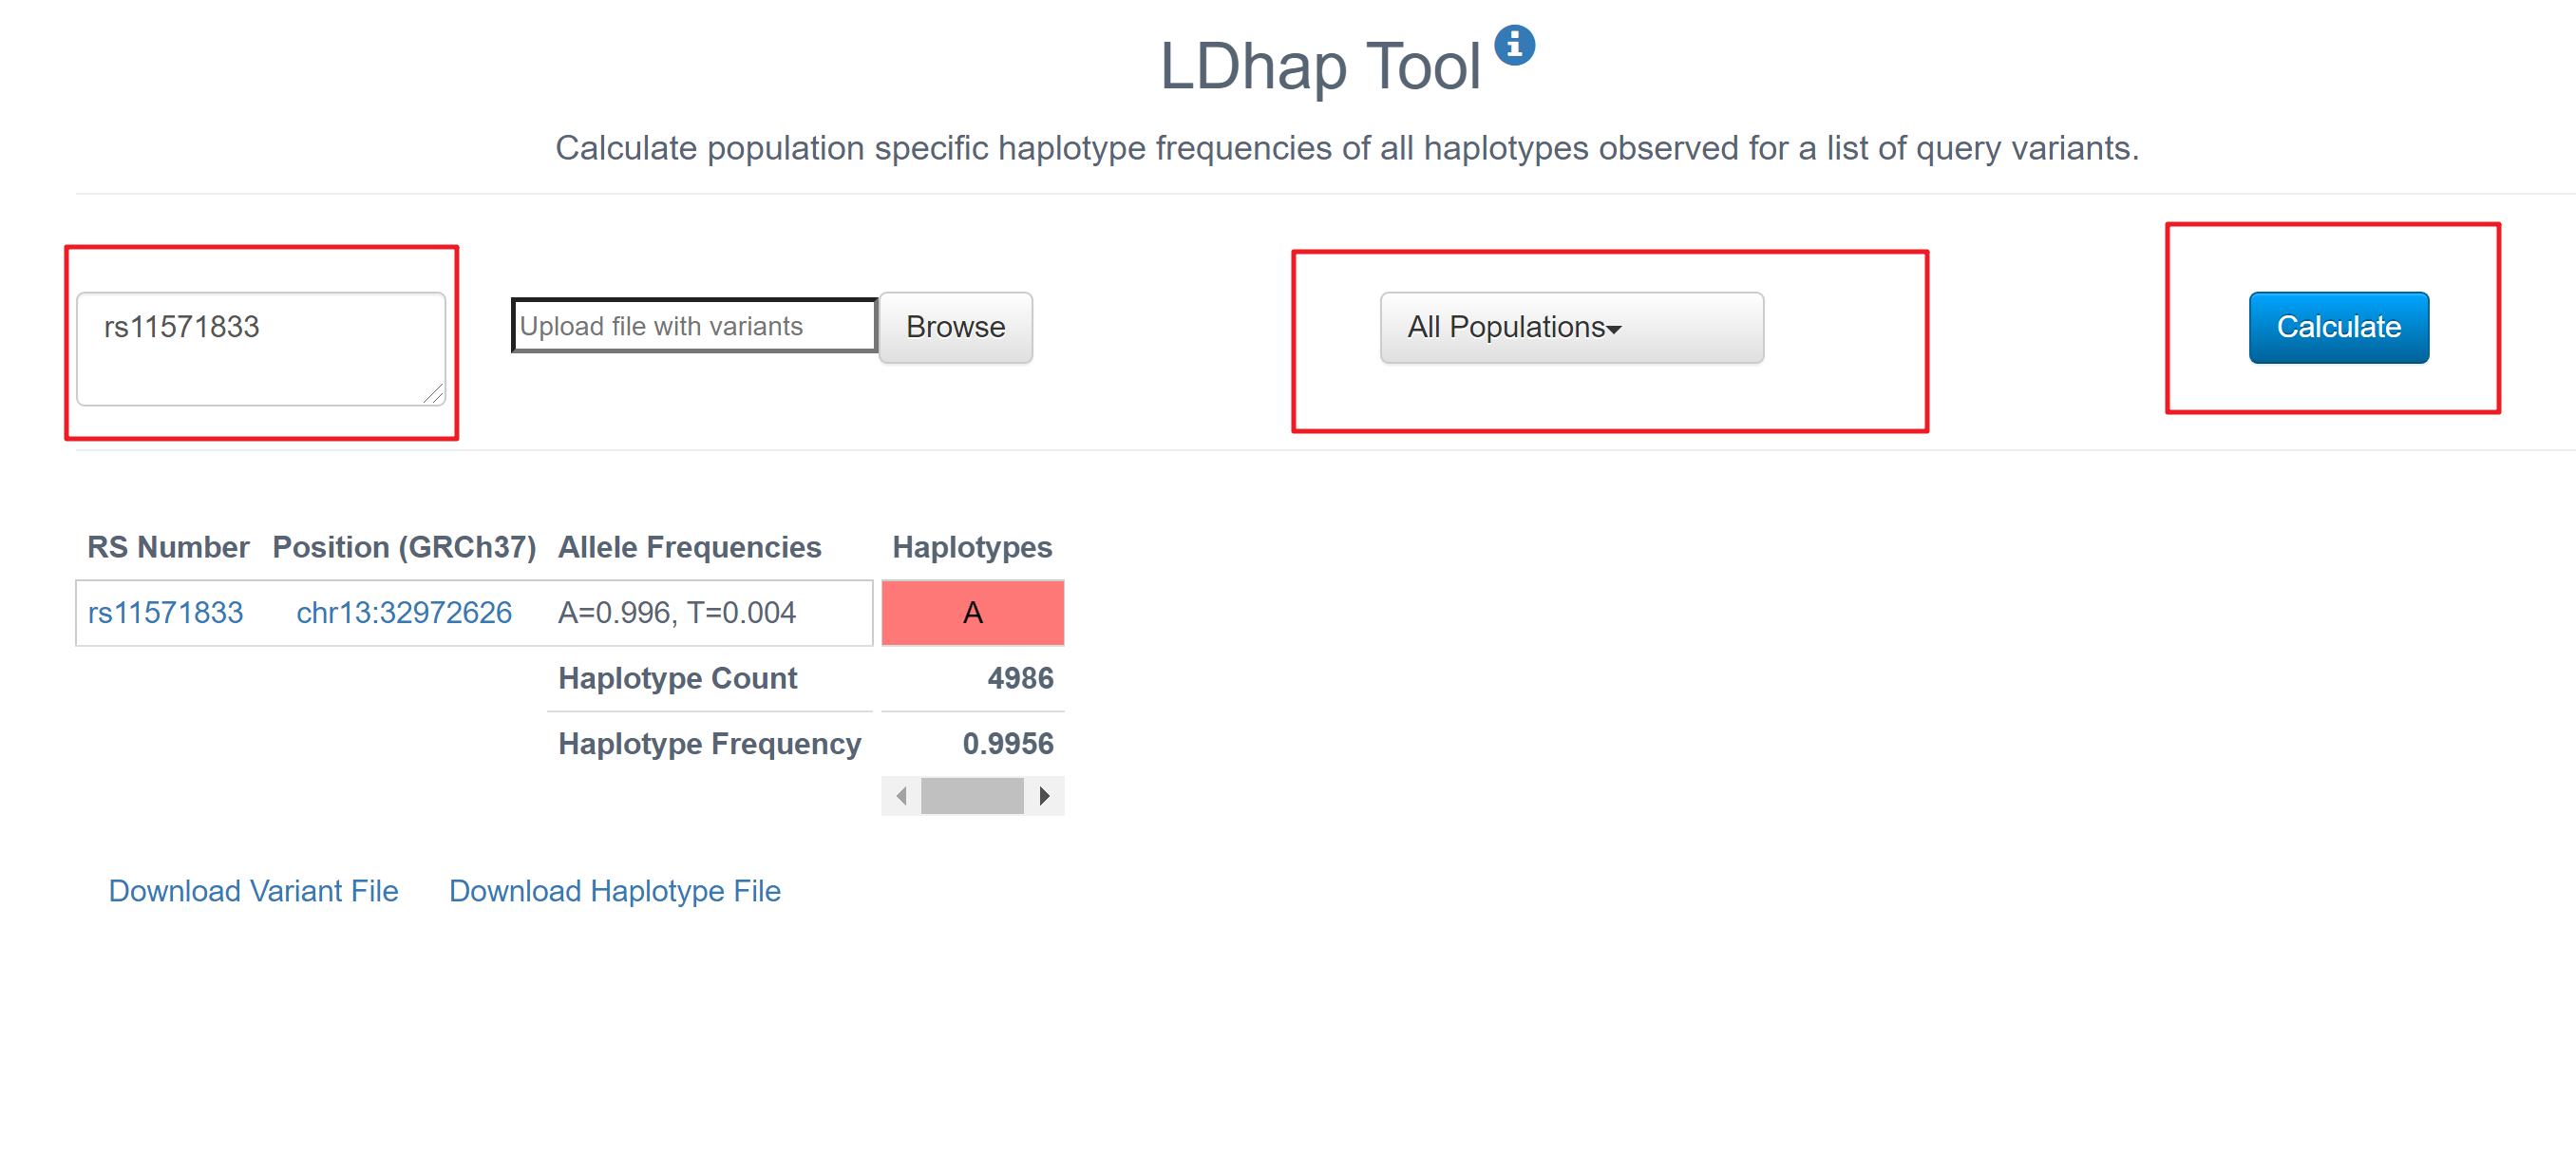 LDhap Tool
Calculate population specific haplotype frequencies of all haplotypes observed for a list of query variants.
rs11571833
Upload file with variants
Browse
All Populations
Calculate
RS Number Position (GRCh37) Allele Frequencies Haplotypes
rs11571833 chr13:32972626 A=0.996, T=0.004 A
Haplotype Count 4986
Haplotype Frequency 0.9956
Download Variant File Download Haplotype File